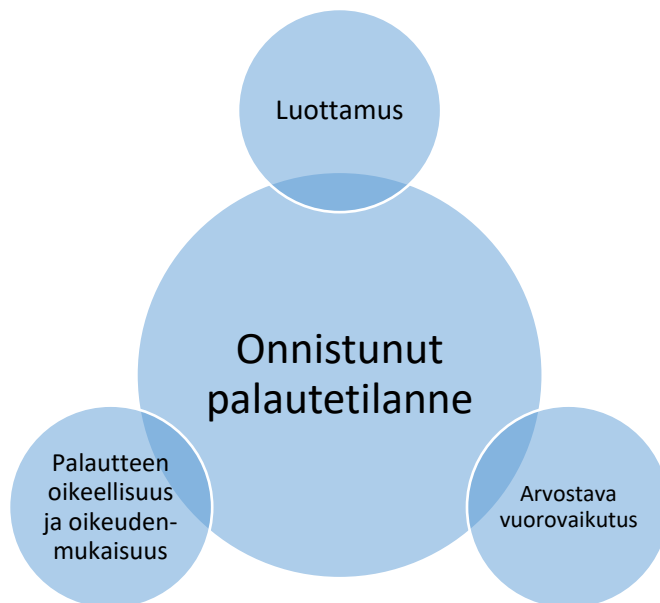 Luottamus
Onnistunut
palautetilanne
Palautteen
oikeellisuus
ja oikeuden-
mukaisuus
Arvostava
vuorovaikutus